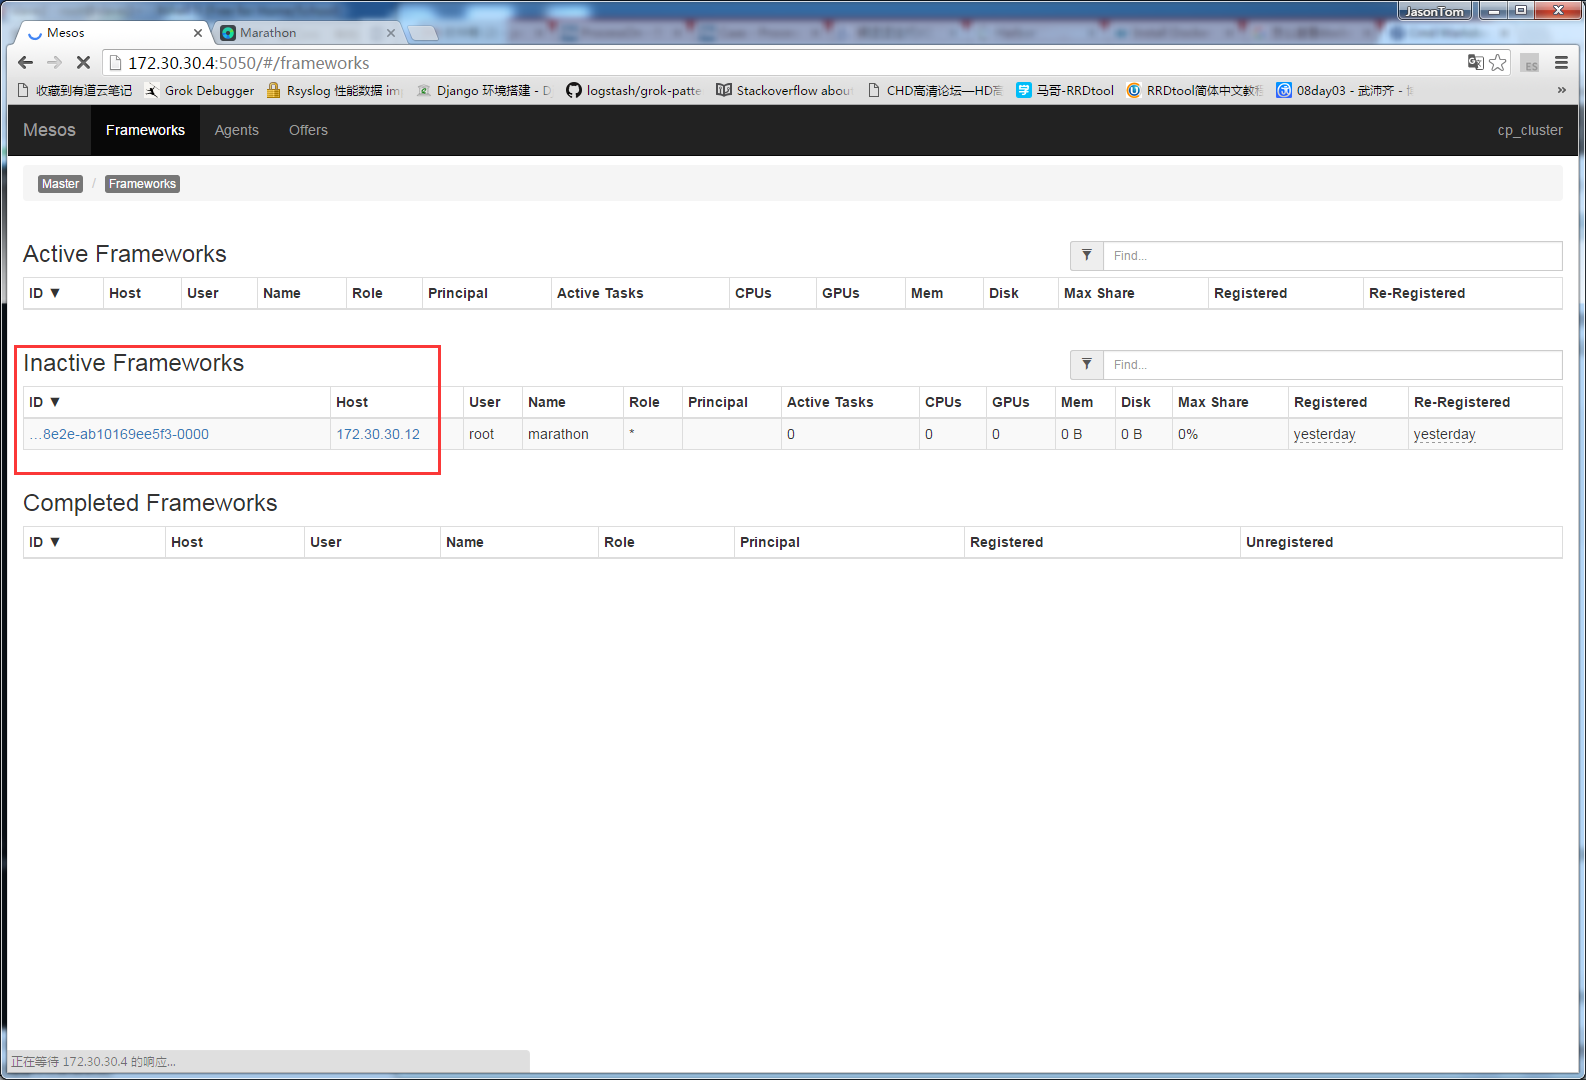 JasonTom
Mesos
Marathon
172.30.30.4:5050/#/frameworks
收藏到有道云笔记 Grok Debugger Rsyslog 性能数据 im Django 环境搭建 - D logstash/grok-patte Stackoverflow abou CHD高清论坛—HD高 马哥-RRDtool RRDtool简体中文教程 08day03 - 武沛齐 - »
Mesos Frameworks Agents Offers cp_cluster
Master / Frameworks
Active Frameworks Find...
ID ▼ Host User Name Role Principal Active Tasks CPUs GPUs Mem Disk Max Share Registered Re-Registered
Inactive Frameworks Find...
ID ▼ Host User Name Role Principal Active Tasks CPUs GPUs Mem Disk Max Share Registered Re-Registered
…8e2e-ab10169ee5f3-0000 172.30.30.12 root marathon * 0 0 0 0 B 0 B 0% yesterday yesterday
Completed Frameworks
ID ▼ Host User Name Role Principal Registered Unregistered
正在等待 172.30.30.4 的响应...